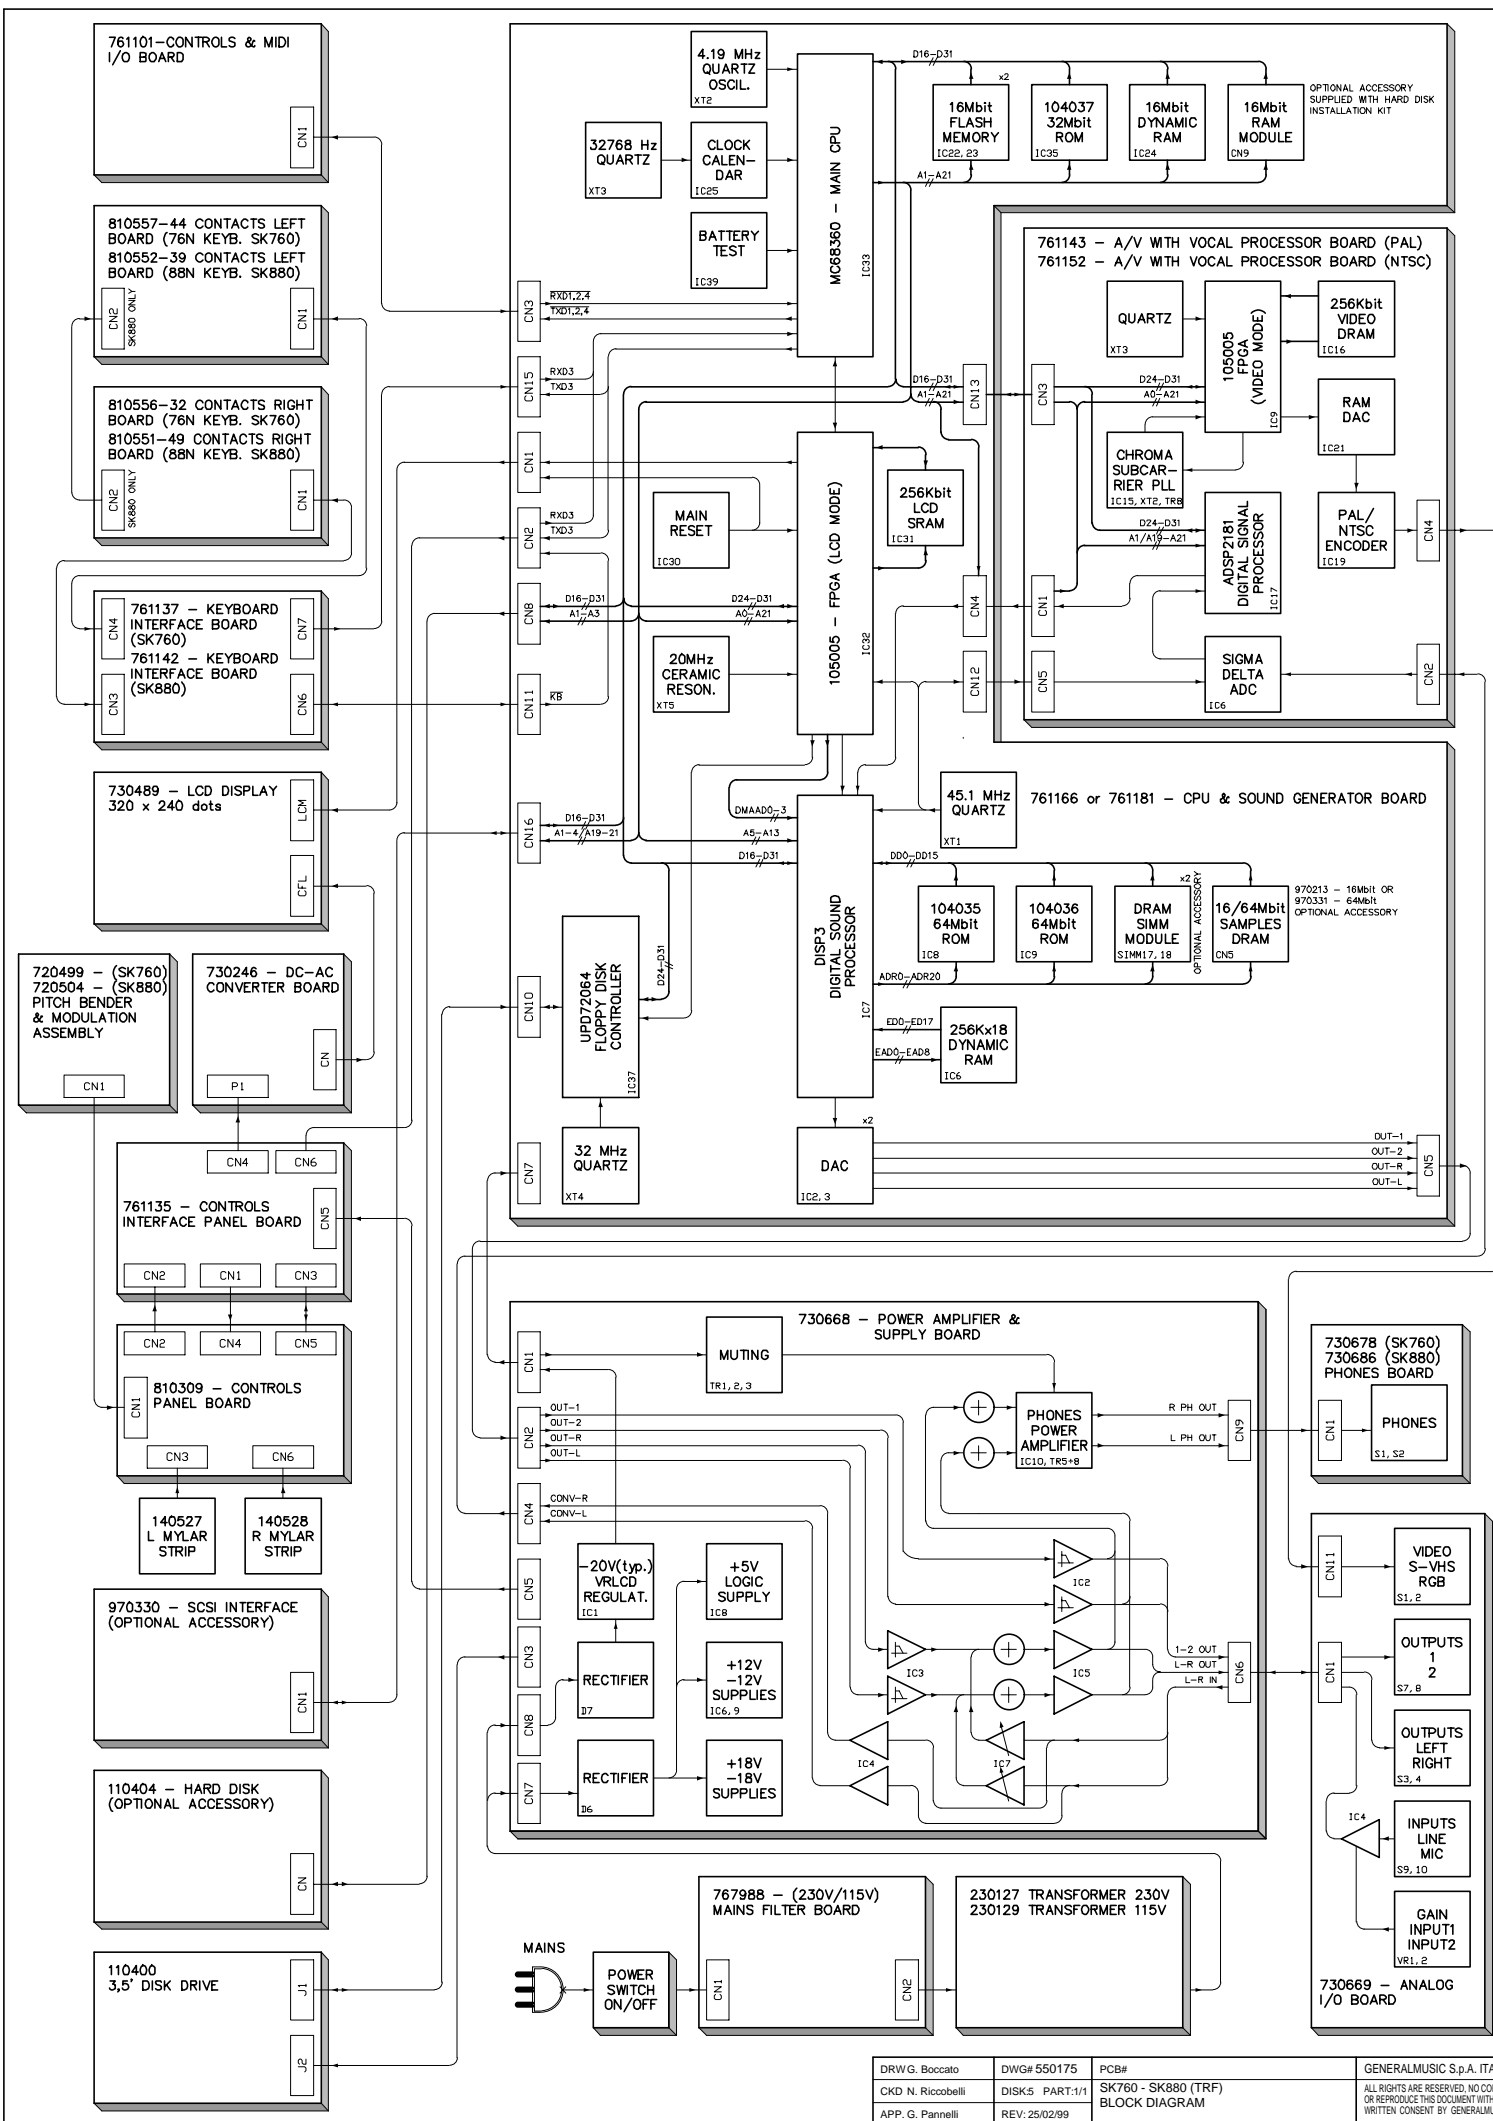 761101-CONTROLS & MIDI
I/O BOARD
CN1
810557-44 CONTACTS LEFT
BOARD (76N KEYB. SK760)
810552-39 CONTACTS LEFT
BOARD (88N KEYB. SK880)
CN2
SK880 ONLY
CN1
810556-32 CONTACTS RIGHT
BOARD (76N KEYB. SK760)
810551-49 CONTACTS RIGHT
BOARD (88N KEYB. SK880)
CN2
SK880 ONLY
CN1
761137 - KEYBOARD
INTERFACE BOARD
(SK760)
761142 - KEYBOARD
INTERFACE BOARD
(SK880)
CN4
CN7
CN3
CN6
730489 - LCD DISPLAY
320 x 240 dots
LCM
CFL
720499 - (SK760)
720504 - (SK880)
PITCH BENDER
& MODULATION
ASSEMBLY
CN1
730246 - DC-AC
CONVERTER BOARD
CN
P1
CN4
CN6
761135 - CONTROLS
INTERFACE PANEL BOARD
CN5
CN2
CN1
CN3
CN2
CN4
CN5
810309 - CONTROLS
PANEL BOARD
CN1
CN3
CN6
140527
L MYLAR
STRIP
140528
R MYLAR
STRIP
970330 - SCSI INTERFACE
(OPTIONAL ACCESSORY)
CN1
110404 - HARD DISK
(OPTIONAL ACCESSORY)
CN
110400
3,5' DISK DRIVE
J1
J2
4.19 MHz
QUARTZ
OSCIL.
XT2
32768 Hz
QUARTZ
XT3
CLOCK
CALEN-
DAR
IC25
BATTERY
TEST
IC39
MC68360 - MAIN CPU
IC33
D16-D31
x2
16Mbit
FLASH
MEMORY
IC22, 23
104037
32Mbit
ROM
IC35
16Mbit
DYNAMIC
RAM
IC24
16Mbit
RAM
MODULE
CN9
OPTIONAL ACCESSORY
SUPPLIED WITH HARD DISK
INSTALLATION KIT
A1-A21
CN3
RXD1,2,4
TXD1,2,4
CN15
RXD3
TXD3
CN1
CN2
RXD3
TXD3
CN8
D16-D31
A1-A3
D24-D31
A0-A21
CN11
KB
MAIN
RESET
IC30
20MHz
CERAMIC
RESON.
XT5
105005 - FPGA (LCD MODE)
IC32
256Kbit
LCD
SRAM
IC31
D16-D31
A1-A21
CN13
CN4
CN12
761143 - A/V WITH VOCAL PROCESSOR BOARD (PAL)
761152 - A/V WITH VOCAL PROCESSOR BOARD (NTSC)
QUARTZ
XT3
105005
FPGA
(VIDEO MODE)
IC9
256Kbit
VIDEO
DRAM
IC16
CN3
D24-D31
A0-A21
RAM
DAC
IC21
CHROMA
SUBCAR-
RIER PLL
IC15, XT2, TR8
D24-D31
A1/A19-A21
ADSP2181
DIGITAL SIGNAL
PROCESSOR
IC17
PAL/
NTSC
ENCODER
IC19
CN4
CN1
CN5
SIGMA
DELTA
ADC
IC6
CN2
CN16
D16-D31
A1-4/A19-21
DMAAD0-3
A5-A13
D16-D31
45.1 MHz
QUARTZ
XT1
761166 or 761181 - CPU & SOUND GENERATOR BOARD
DISP3
DIGITAL SOUND
PROCESSOR
IC7
DD0-DD15
104035
64Mbit
ROM
IC8
104036
64Mbit
ROM
IC9
x2
DRAM
SIMM
MODULE
SIMM17, 18
OPTIONAL ACCESSORY
16/64Mbit
SAMPLES
DRAM
CN5
970213 - 16Mbit OR
970331 - 64Mbit
OPTIONAL ACCESSORY
ADR0-ADR20
ED0-ED17
EAD0-EAD8
256Kx18
DYNAMIC
RAM
IC6
CN10
UPD72064
FLOPPY DISK
CONTROLLER
IC37
D24-D31
32 MHz
QUARTZ
XT4
CN7
x2
DAC
IC2, 3
OUT-1
OUT-2
OUT-R
OUT-L
CN5
730668 - POWER AMPLIFIER &
SUPPLY BOARD
CN1
MUTING
TR1, 2, 3
CN2
OUT-1
OUT-2
OUT-R
OUT-L
PHONES
POWER
AMPLIFIER
IC10, TR5÷8
R PH OUT
L PH OUT
CN9
CN4
CONV-R
CONV-L
CN5
-20V(typ.)
VRLCD
REGULAT.
IC1
+5V
LOGIC
SUPPLY
IC8
CN3
CN8
RECTIFIER
D7
+12V
-12V
SUPPLIES
IC6, 9
CN7
RECTIFIER
D6
+18V
-18V
SUPPLIES
IC2
IC3
IC5
IC4
IC7
1-2 OUT
L-R OUT
L-R IN
CN6
730678 (SK760)
730686 (SK880)
PHONES BOARD
CN1
PHONES
S1, S2
CN11
VIDEO
S-VHS
RGB
S1, 2
CN1
OUTPUTS
1
2
S7, 8
OUTPUTS
LEFT
RIGHT
S3, 4
IC4
INPUTS
LINE
MIC
S9, 10
GAIN
INPUT1
INPUT2
VR1, 2
730669 - ANALOG
I/O BOARD
MAINS
POWER
SWITCH
ON/OFF
767988 - (230V/115V)
MAINS FILTER BOARD
CN1
CN2
230127 TRANSFORMER 230V
230129 TRANSFORMER 115V
DRW G. Boccato
DWG# 550175
PCB#
GENERALMUSIC S.p.A. ITA
CKD N. Riccobelli
DISK:5 PART:1/1
SK760 - SK880 (TRF)
BLOCK DIAGRAM
APP. G. Pannelli
REV: 25/02/99
ALL RIGHTS ARE RESERVED, NO
OR REPRODUCE THIS DOCUMENT
WRITTEN CONSENT BY